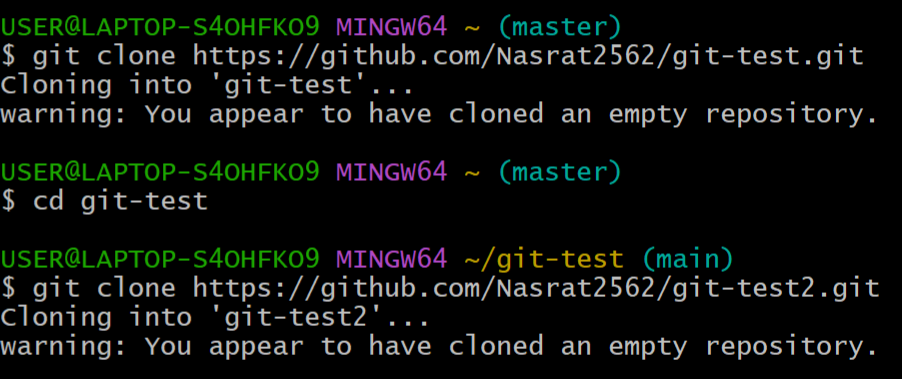 USER@LAPTOP-S4OHFKO9 MINGW64 ~ (master)
$ git clone https://github.com/Nasrat2562/git-test.git
Cloning into 'git-test'...
warning: You appear to have cloned an empty repository.
USER@LAPTOP-S4OHFKO9 MINGW64 ~ (master)
$ cd git-test
USER@LAPTOP-S4OHFKO9 MINGW64 ~/git-test (main)
$ git clone https://github.com/Nasrat2562/git-test2.git
Cloning into 'git-test2'...
warning: You appear to have cloned an empty repository.